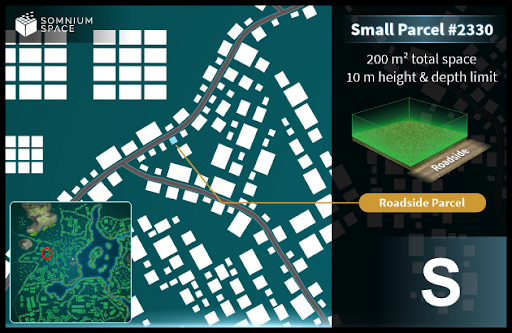 SOMNIUM
SPACE
Small Parcel #2330
200 m² total space
10 m height & depth limit
Roadside
Roadside Parcel
S